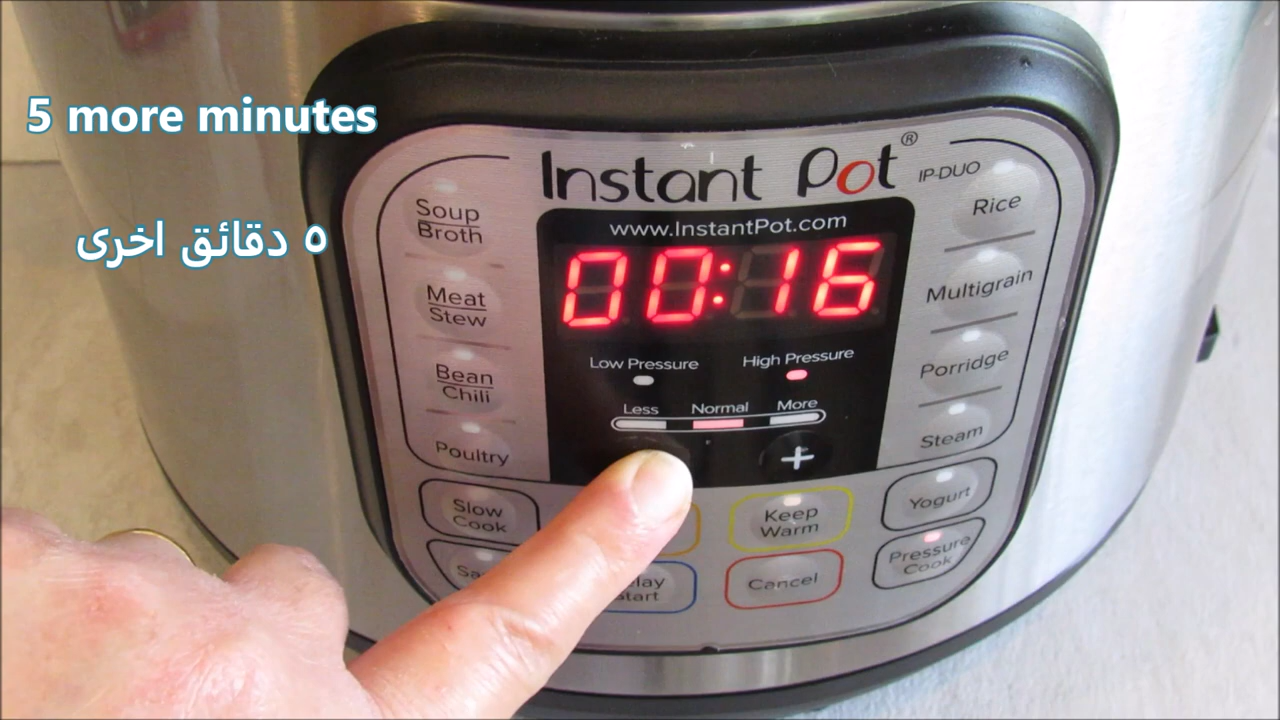 5 more minutes
٥ دقائق اخرى
Instant Pot®
IP-DUO
www.InstantPot.com
00:16
Low Pressure
High Pressure
Less
Normal
More
+
Soup
Broth
Meat
Stew
Bean
Chili
Poultry
Slow
Cook
Rice
Multigrain
Porridge
Steam
Yogurt
Keep
Warm
Pressure
Cook
Cancel
Start